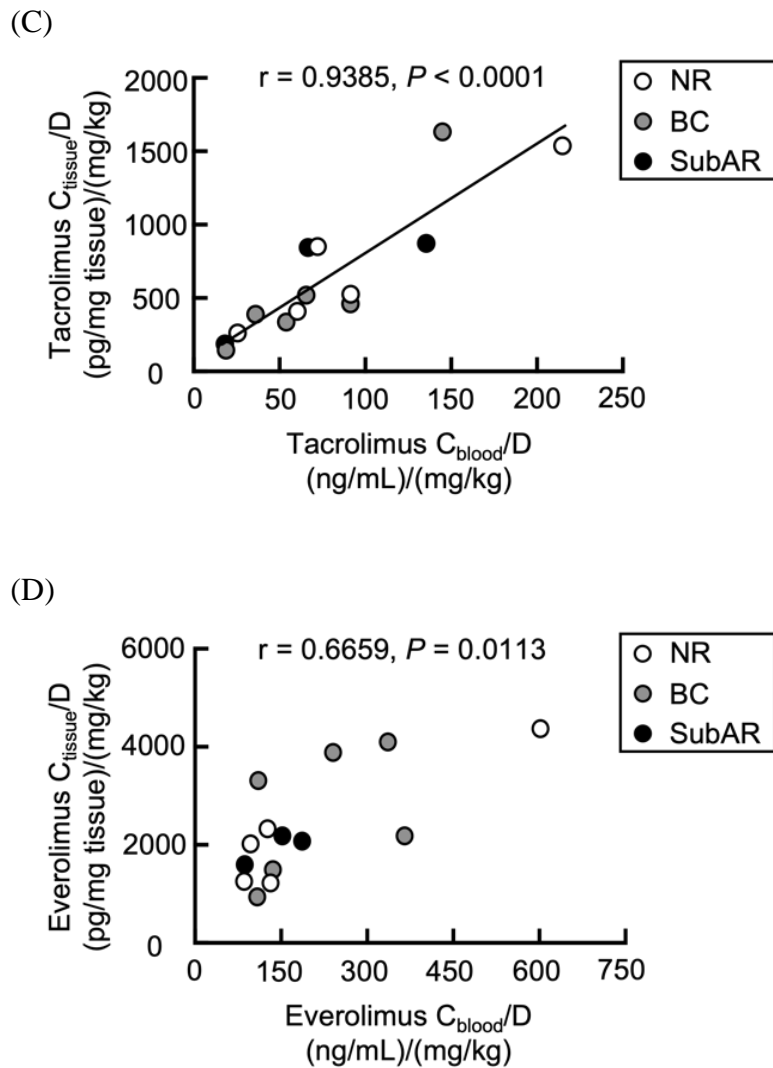 (C)
r = 0.9385, P < 0.0001
NR
BC
SubAR
Tacrolimus Ctissue/D
(pg/mg tissue)/(mg/kg)
2000
1500
1000
500
0
0 50 100 150 200 250
Tacrolimus Cblood/D
(ng/mL)/(mg/kg)
(D)
r = 0.6659, P = 0.0113
NR
BC
SubAR
Everolimus Ctissue/D
(pg/mg tissue)/(mg/kg)
6000
4000
2000
0
0 150 300 450 600 750
Everolimus Cblood/D
(ng/mL)/(mg/kg)